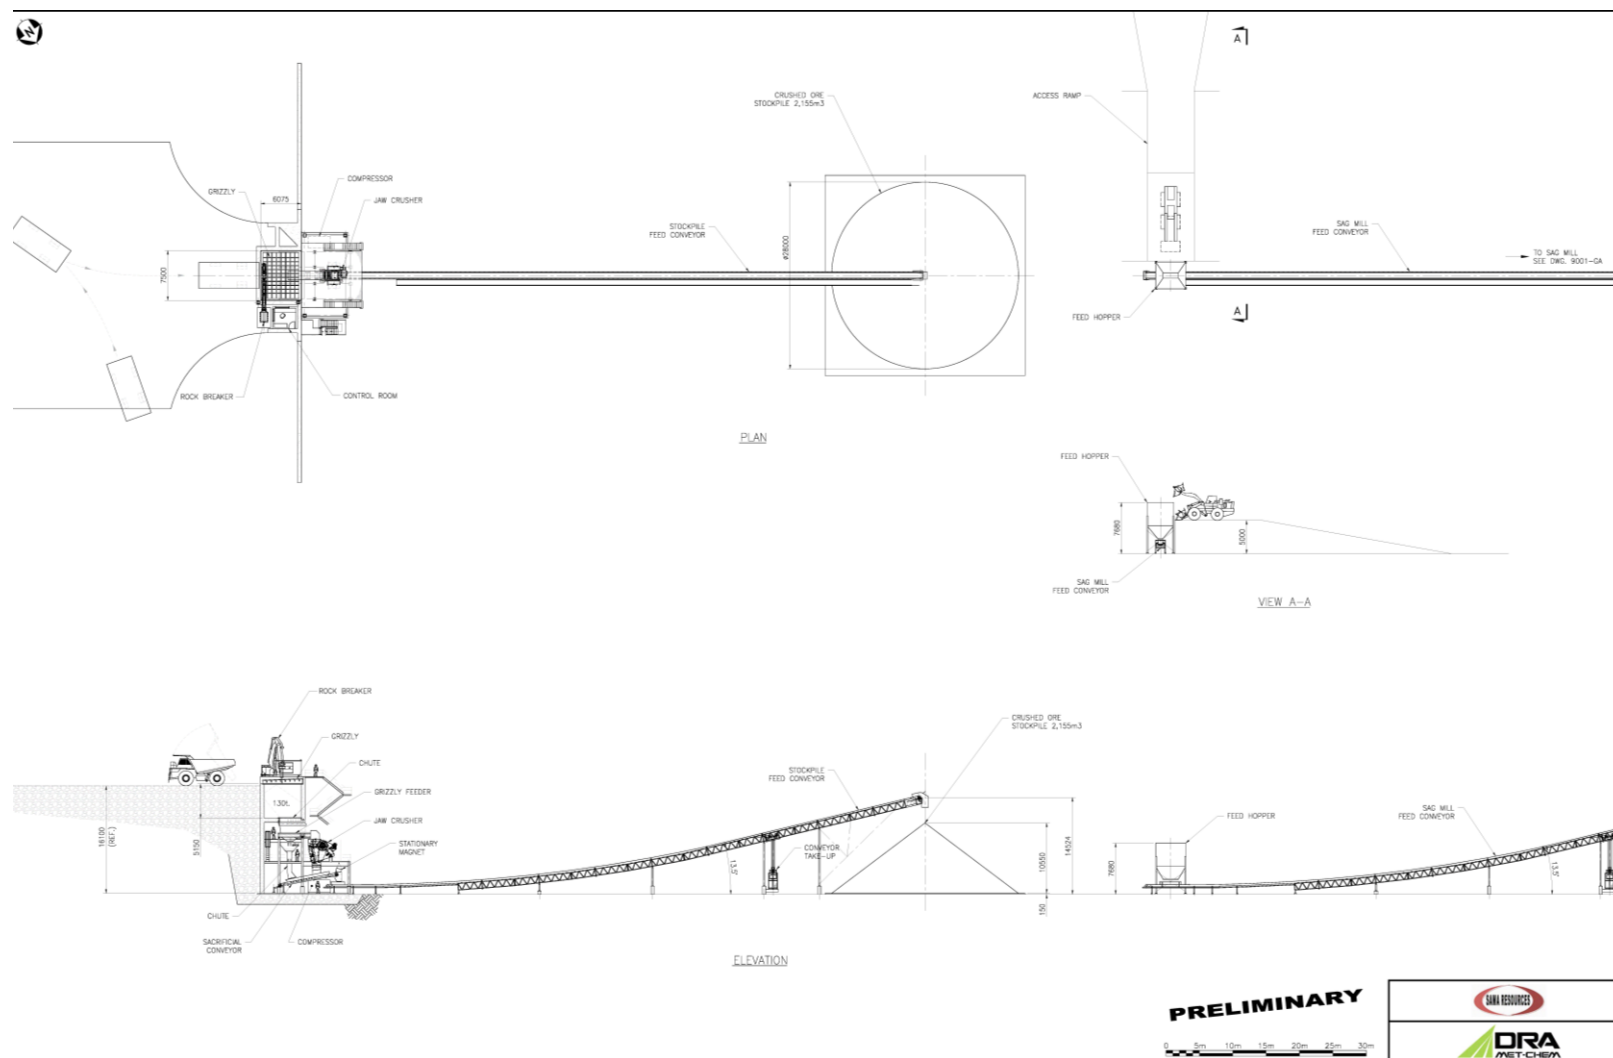 N
A
CRUSHED ORE
STOCKPILE 2,155m3
ACCESS RAMP
COMPRESSOR
GRIZZLY
6075
JAW CRUSHER
STOCKPILE
FEED CONVEYOR
SAG MILL
FEED CONVEYOR
TO SAG MILL
SEE DWG. 9001-GA
7500
ø28000
FEED HOPPER
A
ROCK BREAKER
CONTROL ROOM
PLAN
FEED HOPPER
7680
5000
SAG MILL
FEED CONVEYOR
VIEW A-A
ROCK BREAKER
GRIZZLY
CHUTE
130t.
GRIZZLY FEEDER
JAW CRUSHER
STATIONARY
MAGNET
16100
(REF.)
5150
CHUTE
SACRIFICIAL
CONVEYOR
COMPRESSOR
STOCKPILE
FEED CONVEYOR
CRUSHED ORE
STOCKPILE 2,155m3
13.5°
CONVEYOR
TAKE-UP
10550
14524
150
FEED HOPPER
7680
SAG MILL
FEED CONVEYOR
13.5°
ELEVATION
PRELIMINARY
0 5m 10m 15m 20m 25m 30m
SAMA RESOURCES
DRA
MET-CHEM